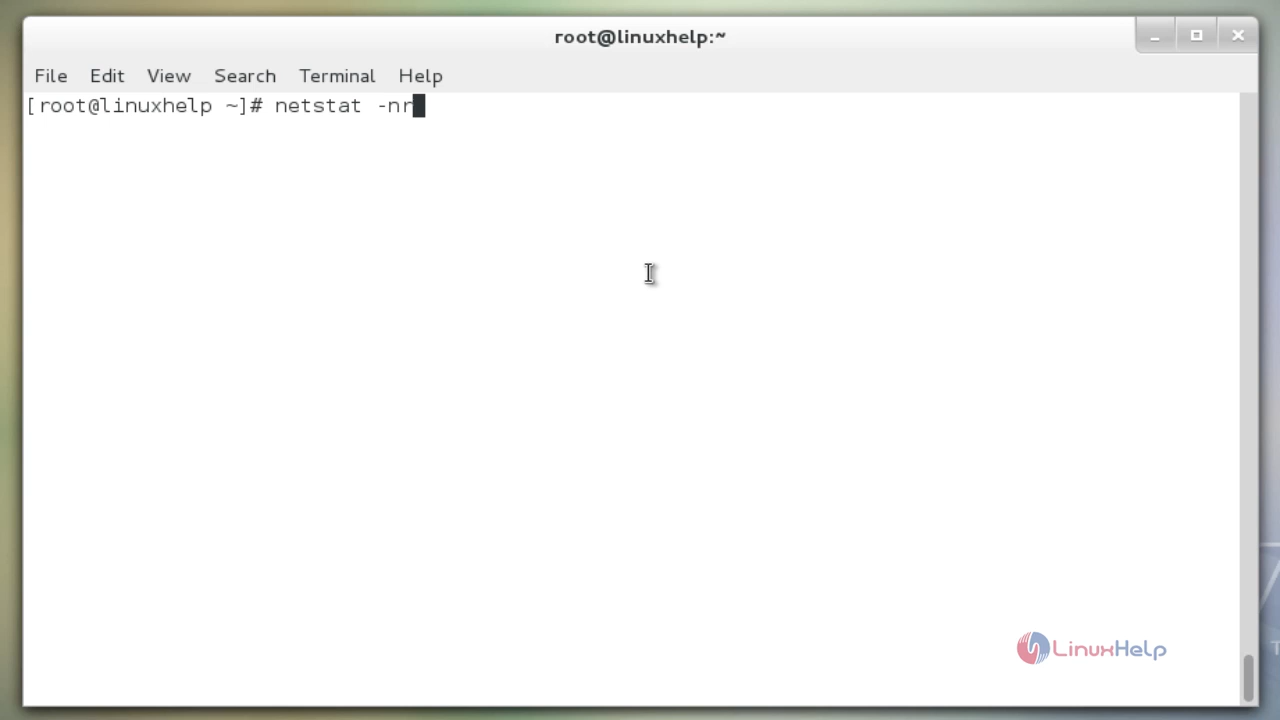 root@linuxhelp:~
File Edit View Search Terminal Help
[root@linuxhelp ~]# netstat -nr
LinuxHelp